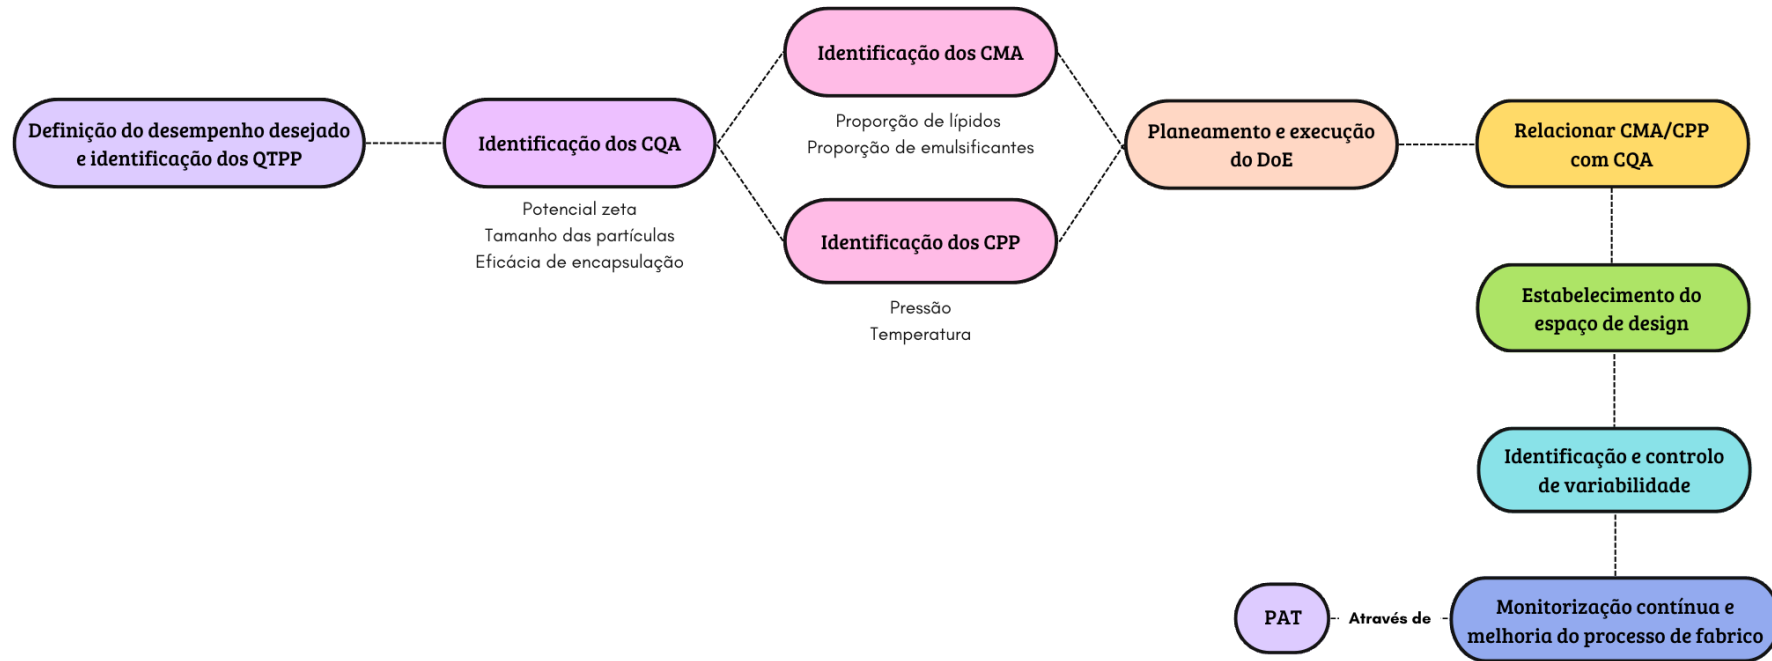 Definição do desempenho desejado
e identificação dos QTPP
Identificação dos CQA
Potencial zeta
Tamanho das partículas
Eficácia de encapsulação
Identificação dos CMA
Proporção de lípidos
Proporção de emulsificantes
Identificação dos CPP
Pressão
Temperatura
Planeamento e execução
do DoE
Relacionar CMA/CPP
com CQA
Estabelecimento do
espaço de design
Identificação e controlo
de variabilidade
Monitorização contínua e
melhoria do processo de fabrico
Através de
PAT